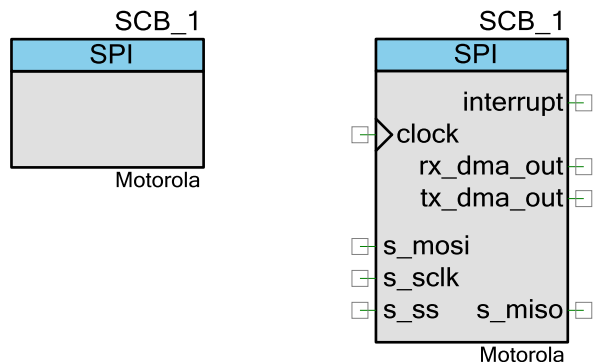 SCB_1
SPI
Motorola
SCB_1
SPI
interrupt
clock
rx_dma_out
tx_dma_out
s_mosi
s_sclk
s_ss s_miso
Motorola